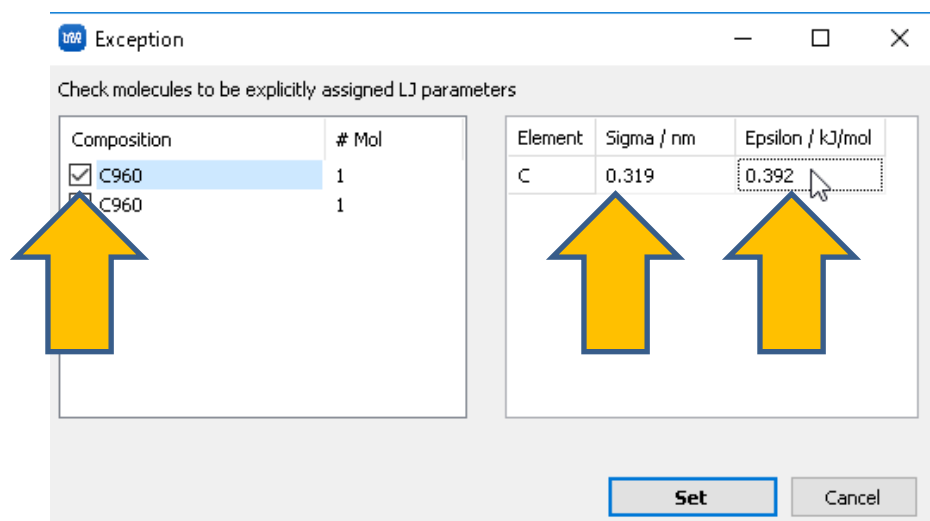 Exception
Check molecules to be explicitly assigned LJ parameters
Composition # Mol
C960 1
C960 1
Element Sigma / nm Epsilon / kJ/mol
C 0.319 0.392
Set Cancel